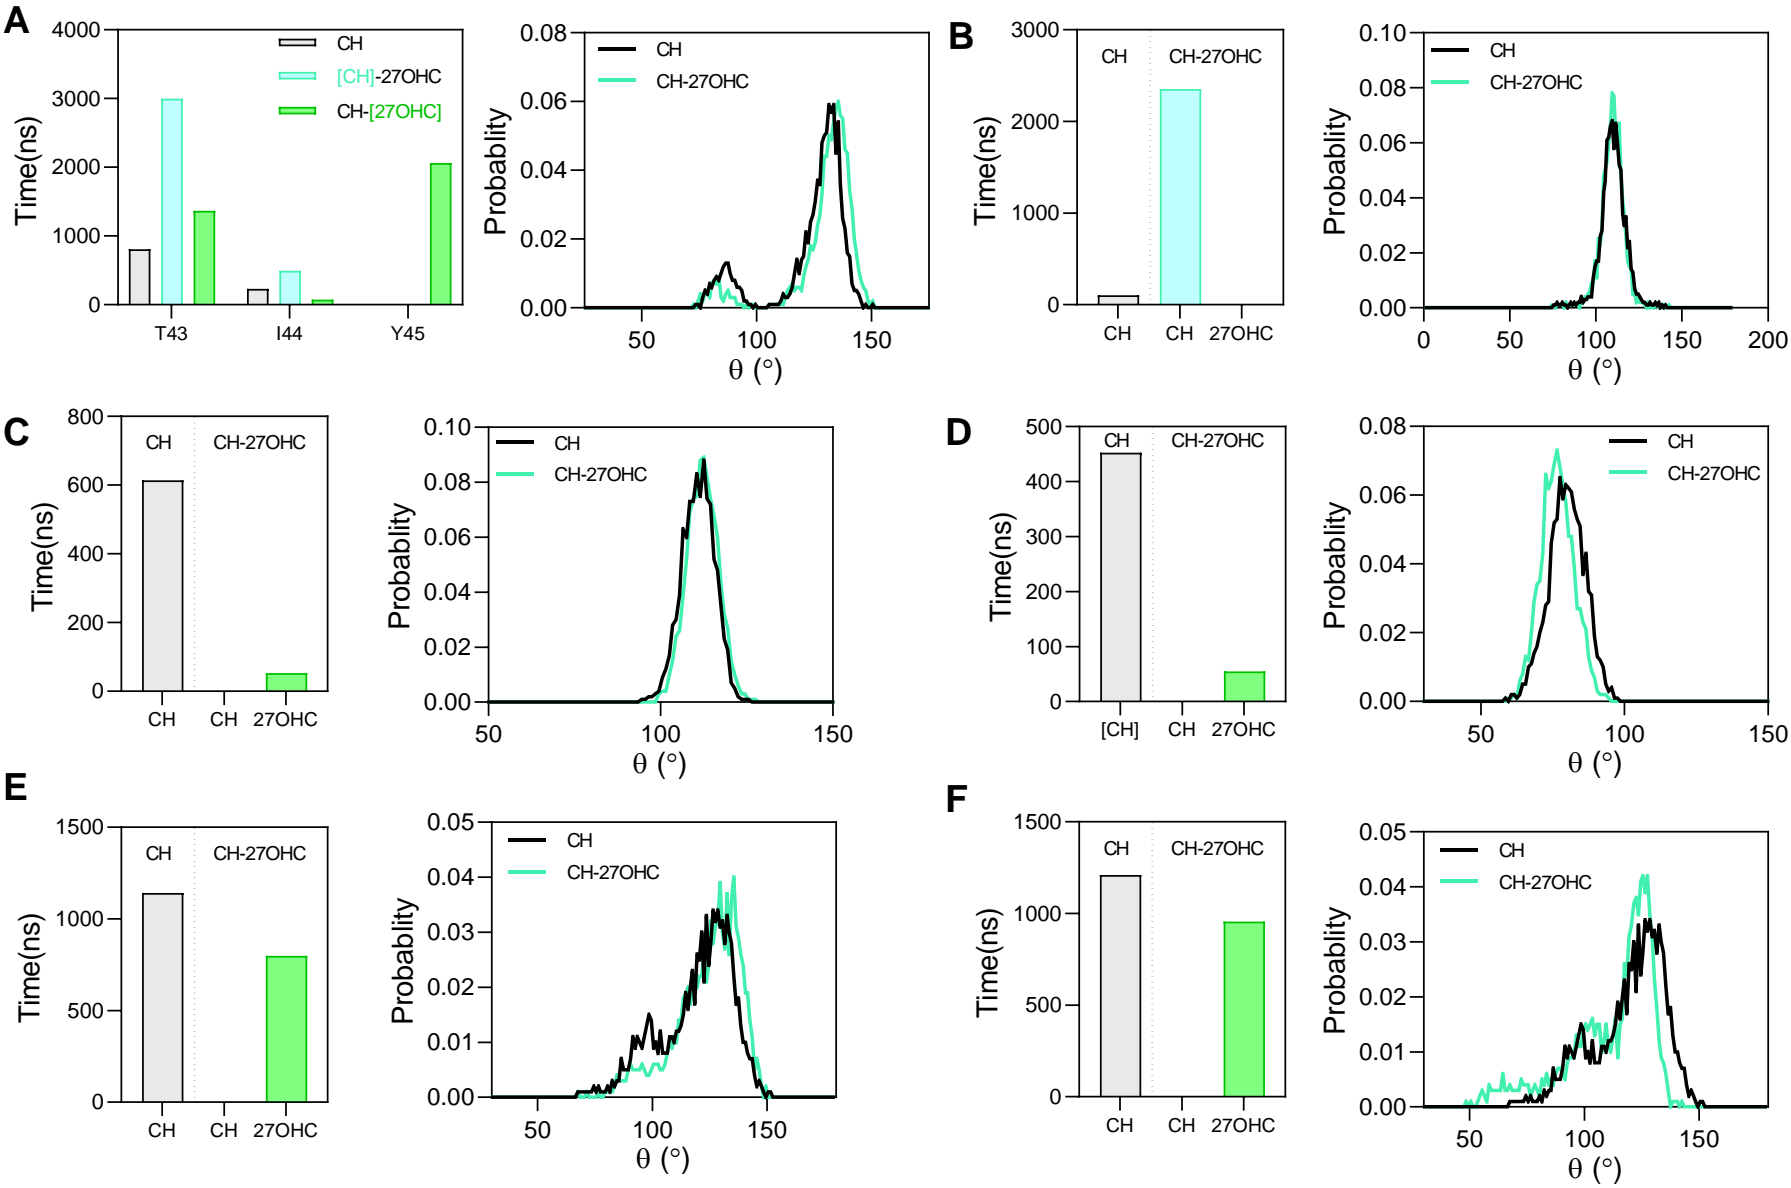 A
Time(ns)
4000
3000
2000
1000
0
T43
I44
Y45
CH
[CH]-27OHC
CH-[27OHC]
Probablity
0.08
0.06
0.04
0.02
0.00
50
100
150
θ (°)
CH
CH-27OHC
B
Time(ns)
3000
2000
1000
0
CH
CH-27OHC
CH
CH
27OHC
Probablity
0.10
0.08
0.06
0.04
0.02
0.00
0
50
100
150
200
θ (°)
CH
CH-27OHC
C
Time(ns)
800
600
400
200
0
CH
CH-27OHC
CH
CH
27OHC
Probablity
0.10
0.08
0.06
0.04
0.02
0.00
50
100
150
θ (°)
CH
CH-27OHC
D
Time(ns)
500
400
300
200
100
0
CH
CH-27OHC
[CH]
CH
27OHC
Probablity
0.08
0.06
0.04
0.02
0.00
50
100
150
θ (°)
CH
CH-27OHC
E
Time(ns)
1500
1000
500
0
CH
CH-27OHC
CH
CH
27OHC
Probablity
0.05
0.04
0.03
0.02
0.01
0.00
50
100
150
θ (°)
CH
CH-27OHC
F
Time(ns)
1500
1000
500
0
CH
CH-27OHC
CH
CH
27OHC
Probablity
0.05
0.04
0.03
0.02
0.01
0.00
50
100
150
θ (°)
CH
CH-27OHC